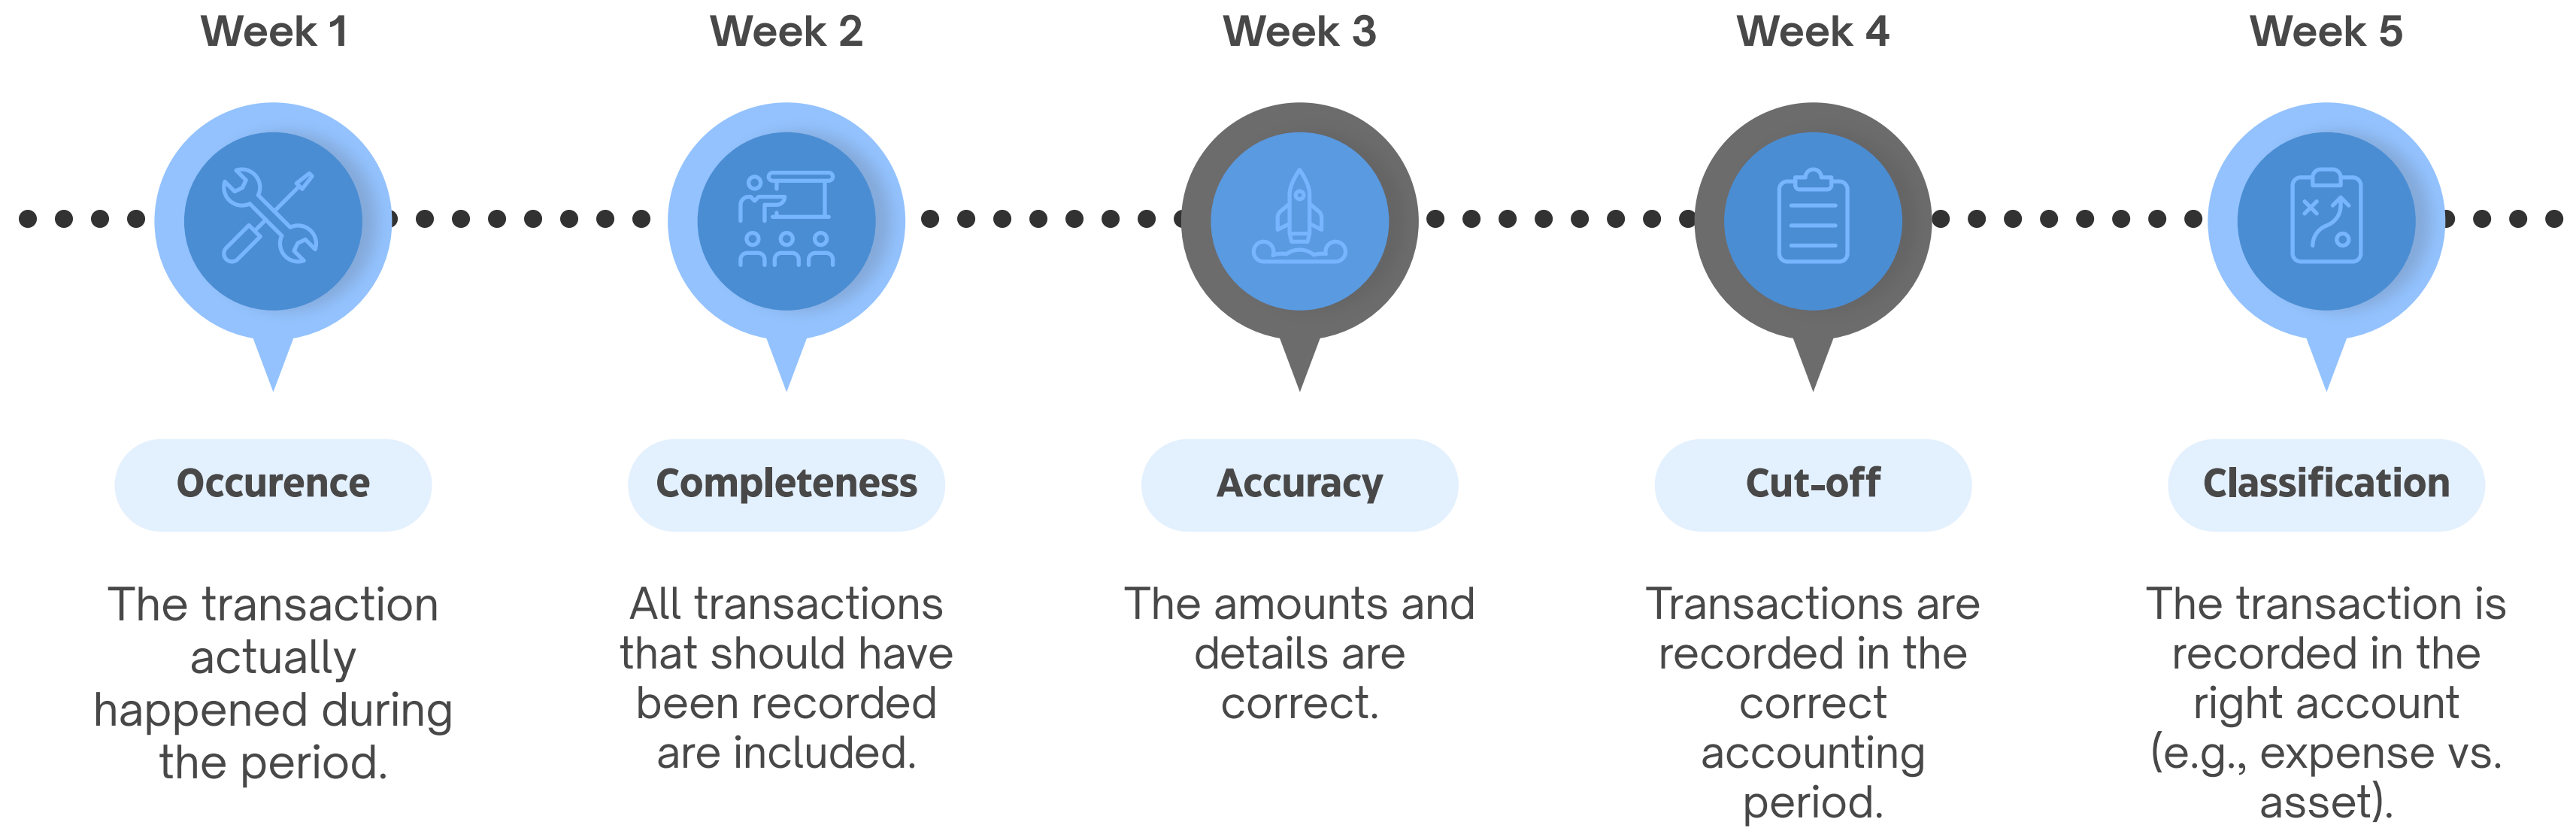 Week 1
Week 2
Week 3
Week 4
Week 5
Occurence
Completeness
Accuracy
Cut-off
Classification
The transaction
actually
happened during
the period.
All transactions
that should have
been recorded
are included.
The amounts and
details are
correct.
Transactions are
recorded in the
correct
accounting
period.
The transaction is
recorded in the
right account
(e.g., expense vs.
asset).